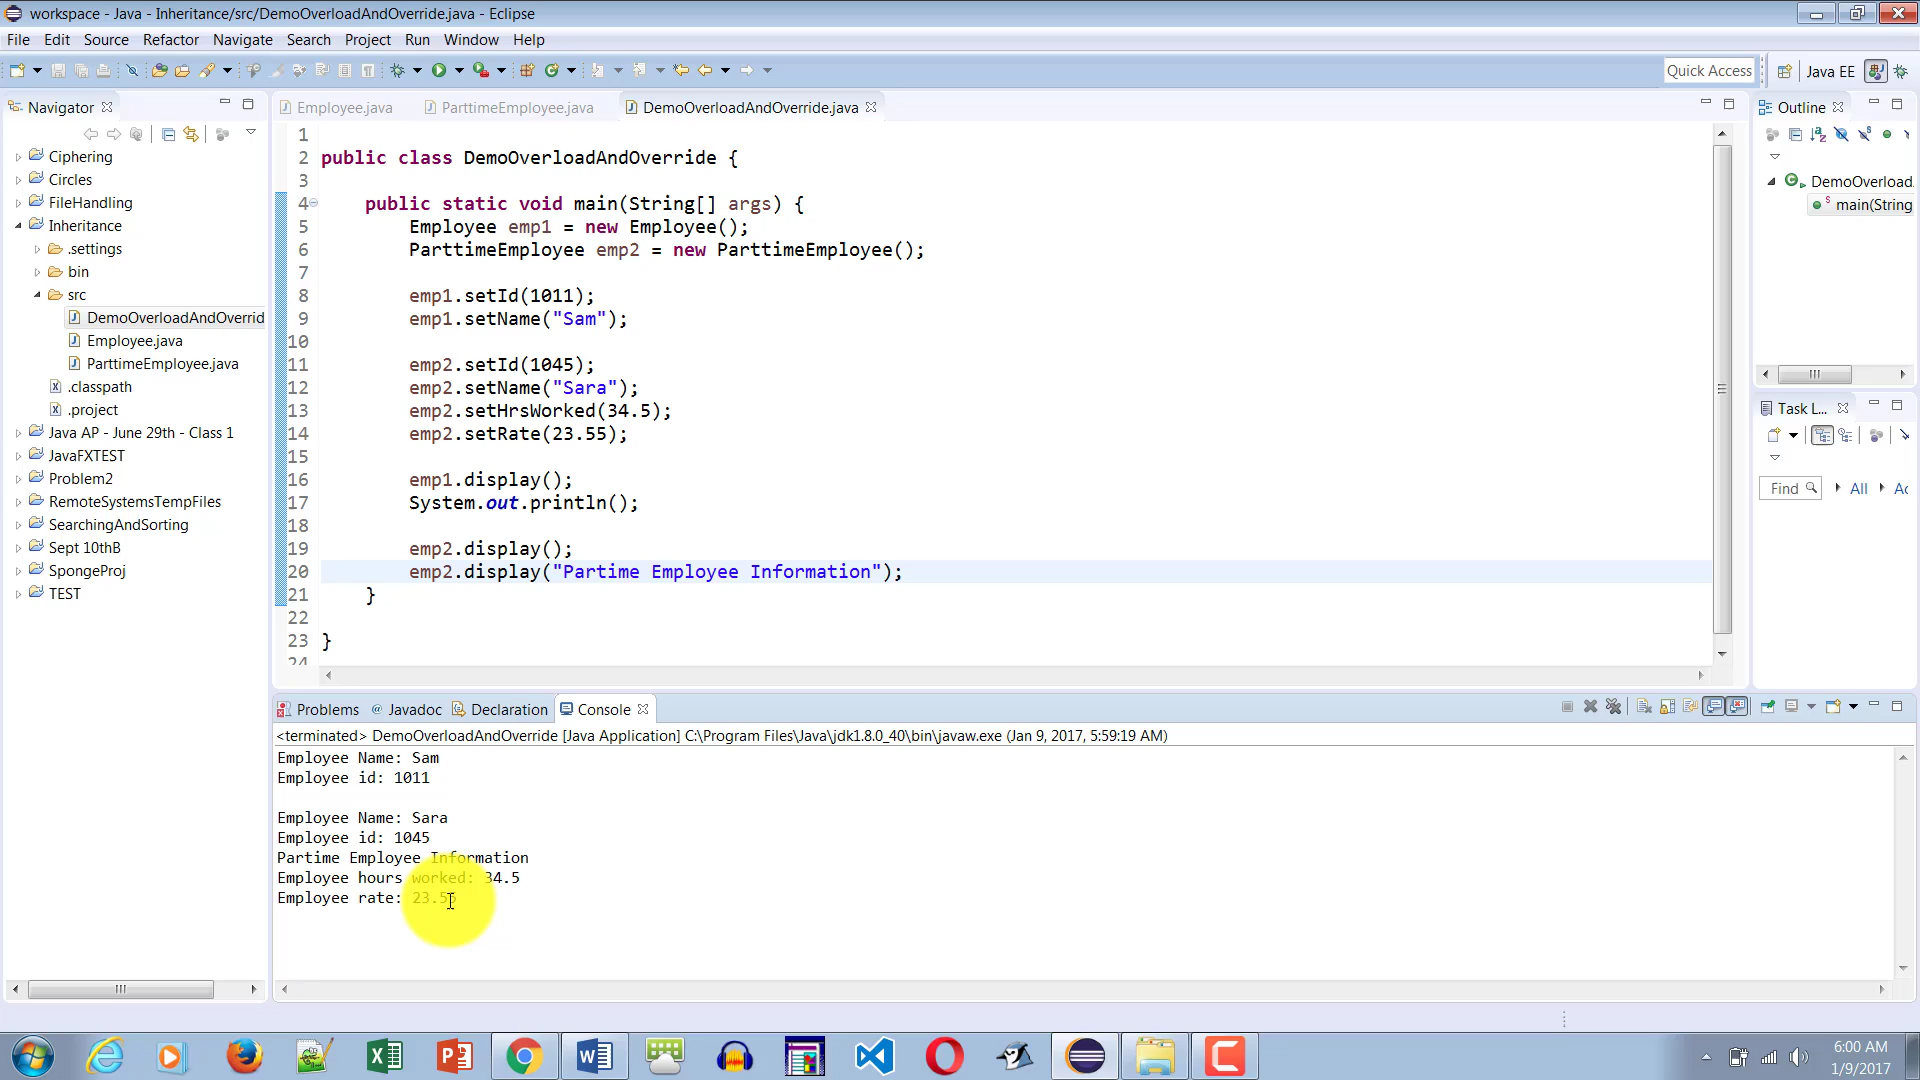 workspace - Java - Inheritance/src/DemoOverloadAndOverride.java - Eclipse
File Edit Source Refactor Navigate Search Project Run Window Help
Quick Access
Java EE
Navigator
Ciphering
Circles
FileHandling
Inheritance
.settings
bin
src
DemoOverloadAndOverrid
Employee.java
ParttimeEmployee.java
.classpath
.project
Java AP - June 29th - Class 1
JavaFXTEST
Problem2
RemoteSystemsTempFiles
SearchingAndSorting
Sept 10thB
SpongeProj
TEST
Employee.java ParttimeEmployee.java DemoOverloadAndOverride.java
1
2 public class DemoOverloadAndOverride {
3
4 public static void main(String[] args) {
5 Employee emp1 = new Employee();
6 ParttimeEmployee emp2 = new ParttimeEmployee();
7
8 emp1.setId(1011);
9 emp1.setName("Sam");
10
11 emp2.setId(1045);
12 emp2.setName("Sara");
13 emp2.setHrsWorked(34.5);
14 emp2.setRate(23.55);
15
16 emp1.display();
17 System.out.println();
18
19 emp2.display();
20 emp2.display("Partime Employee Information");
21 }
22
23 }
24
Outline
DemoOverload
main(String
Task L...
Find All Ac
Problems @ Javadoc Declaration Console
<terminated> DemoOverloadAndOverride [Java Application] C:\Program Files\Java\jdk1.8.0_40\bin\javaw.exe (Jan 9, 2017, 5:59:19 AM)
Employee Name: Sam
Employee id: 1011
Employee Name: Sara
Employee id: 1045
Partime Employee Information
Employee hours worked: 34.5
Employee rate: 23.55
6:00 AM
1/9/2017